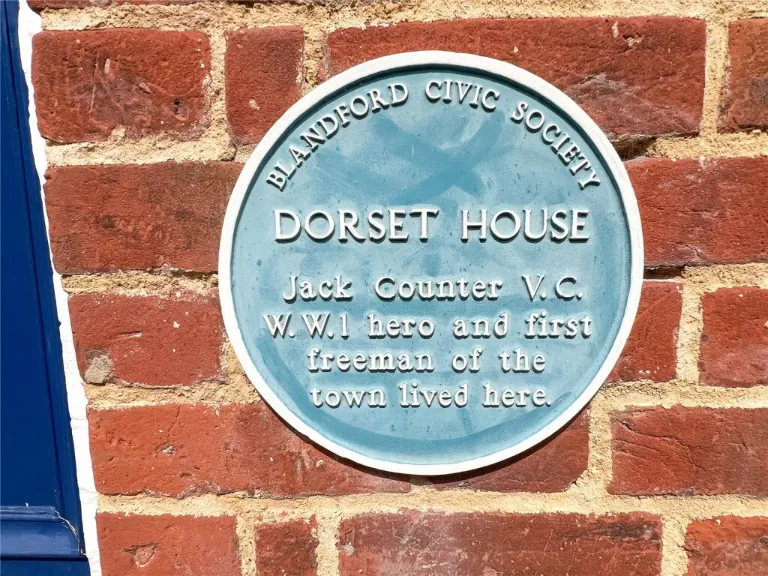 BLANDFORD CIVIC SOCIETY
DORSET HOUSE
Jack Counter V.C.
W.W.1 hero and first
freeman of the
town lived here.